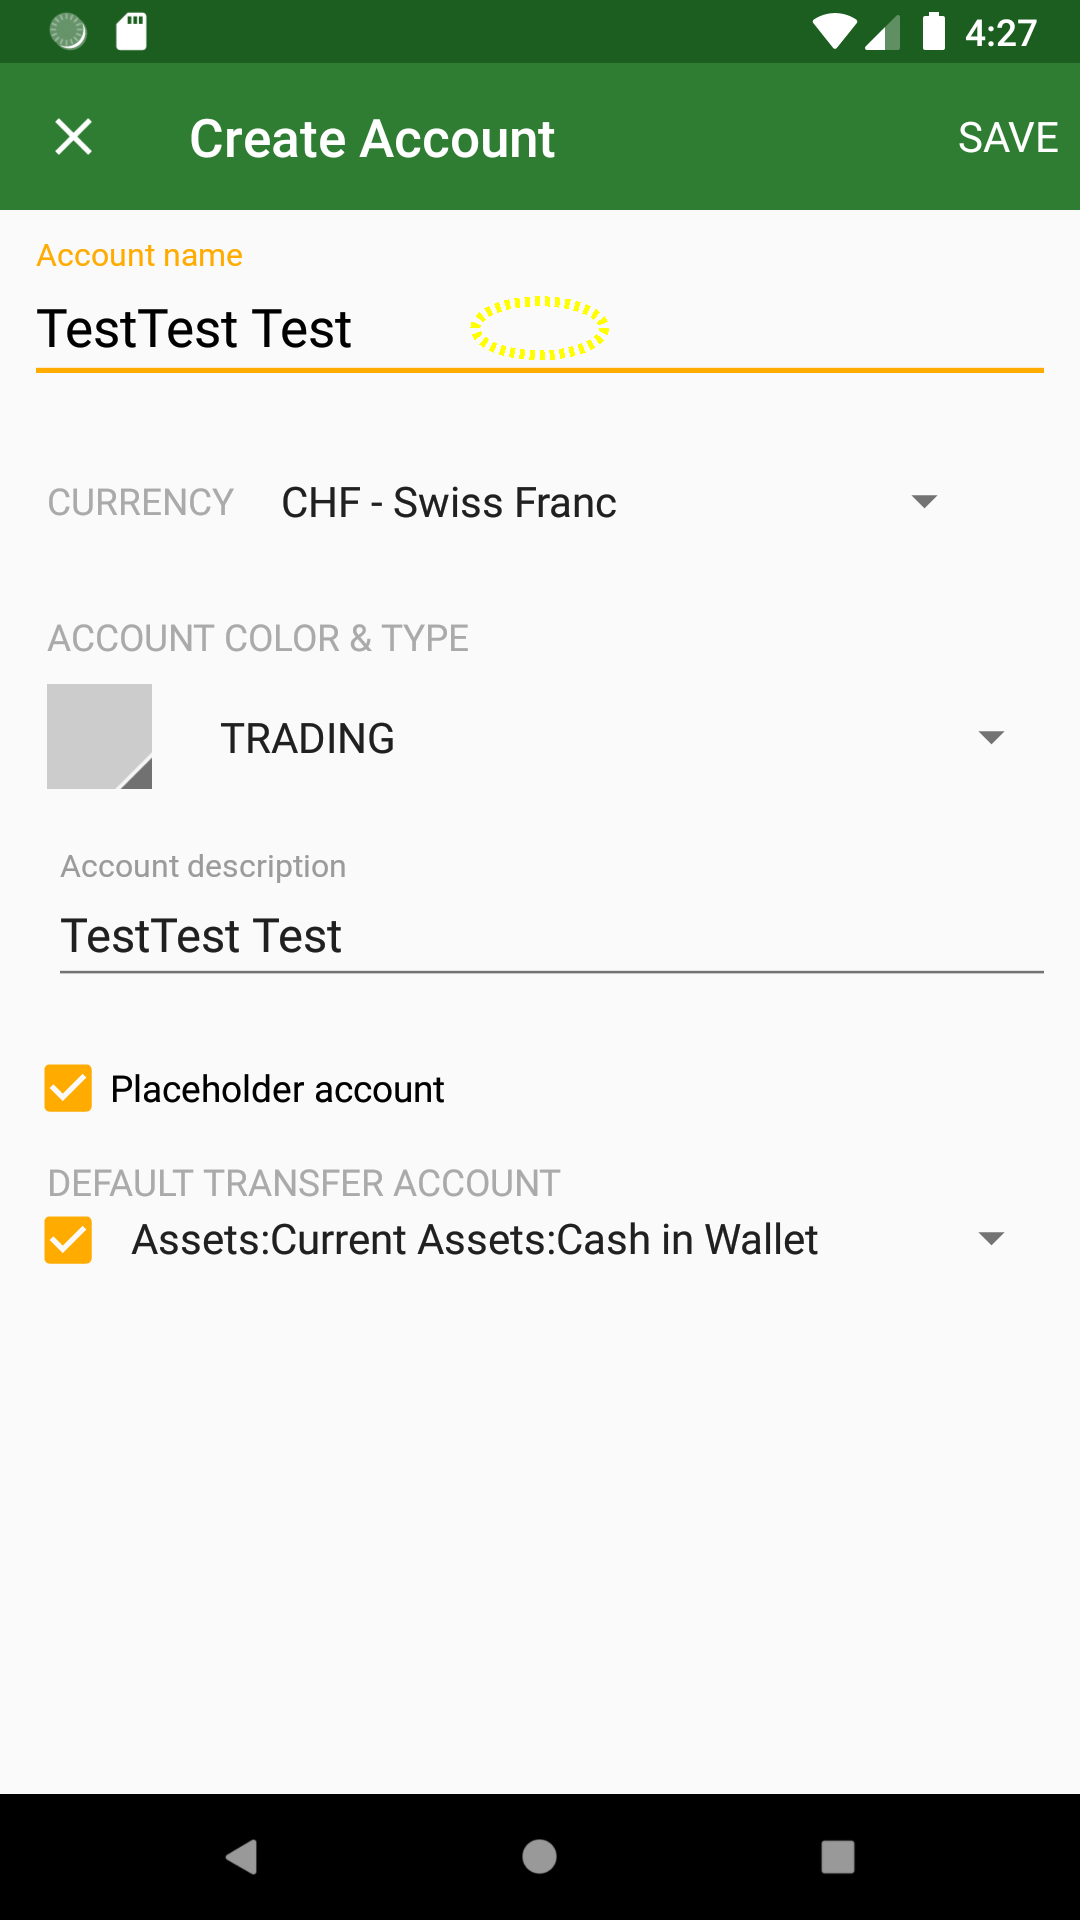 4:27
Create Account
SAVE
Account name
TestTest Test
CURRENCY CHF - Swiss Franc
ACCOUNT COLOR & TYPE
TRADING
Account description
TestTest Test
Placeholder account
DEFAULT TRANSFER ACCOUNT
Assets:Current Assets:Cash in Wallet